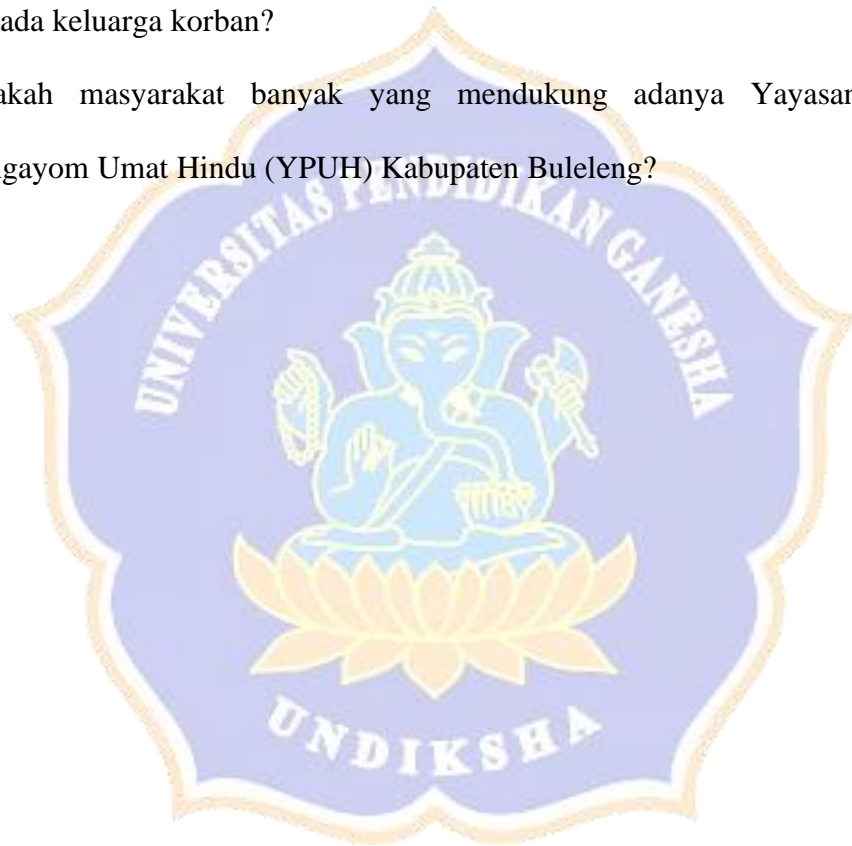 ada keluarga korban?
akah masyarakat banyak yang mendukung adanya Yayasan
ngayom Umat Hindu (YPUH) Kabupaten Buleleng?
UNIVERSITAS PENDIDIKAN GANESHA
UNDIKSHA